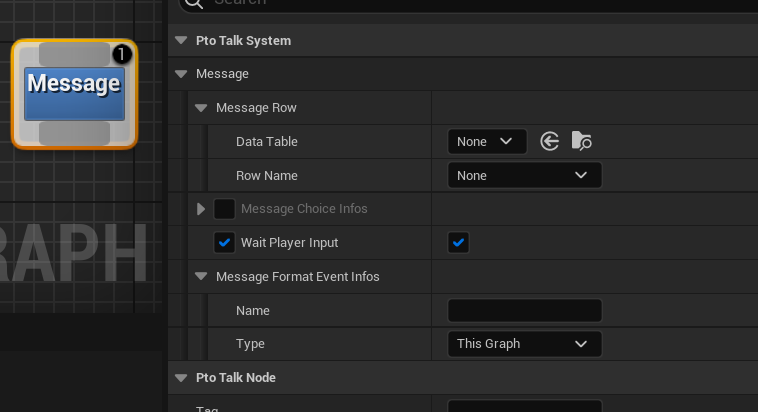 Search
Pto Talk System
1
Message
Message
Message Row
Data Table None
Row Name None
Message Choice Infos
Wait Player Input
RAPH
Message Format Event Infos
Name
Type This Graph
Pto Talk Node
Tag